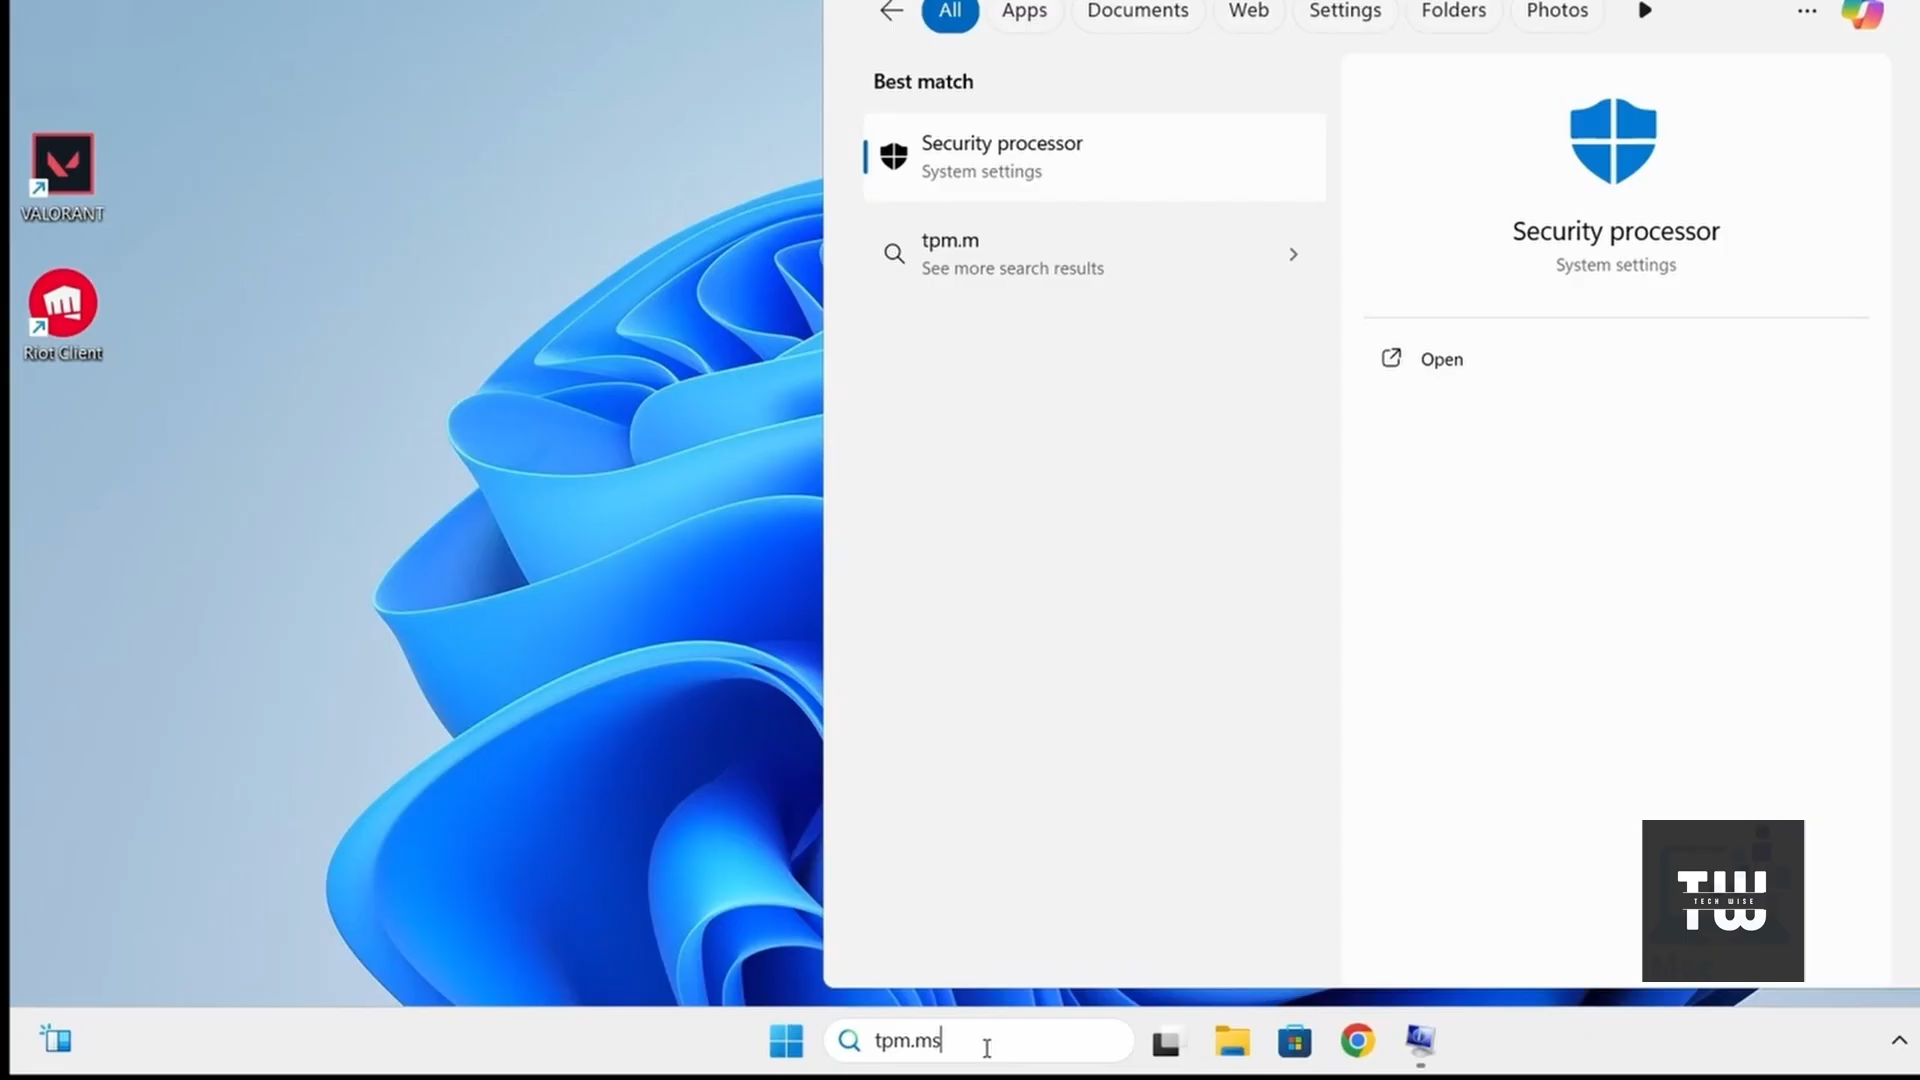 All
Apps
Documents
Web
Settings
Folders
Photos
Best match
Security processor
System settings
tpm.m
See more search results
Security processor
System settings
Open
VALORANT
Riot Client
TW
TECH WISE
tpm.ms